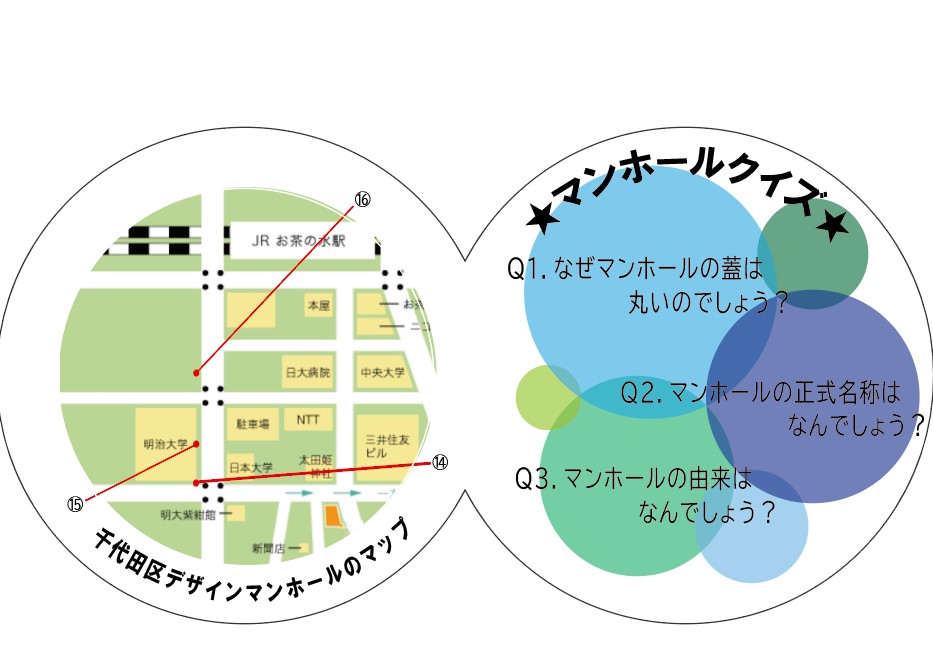 ⑯
JR お茶の水駅
本屋
お茶
ニコ
日大病院
中央大学
駐車場
NTT
明治大学
三井住友
ビル
日本大学
太田姫
神社
⑭
⑮
明大紫紺館
新聞店
千代田区デザインマンホールのマップ
★マンホールクイズ★
Q1. なぜマンホールの蓋は
丸いのでしょう？
Q2. マンホールの正式名称は
なんでしょう？
Q3. マンホールの由来は
なんでしょう？